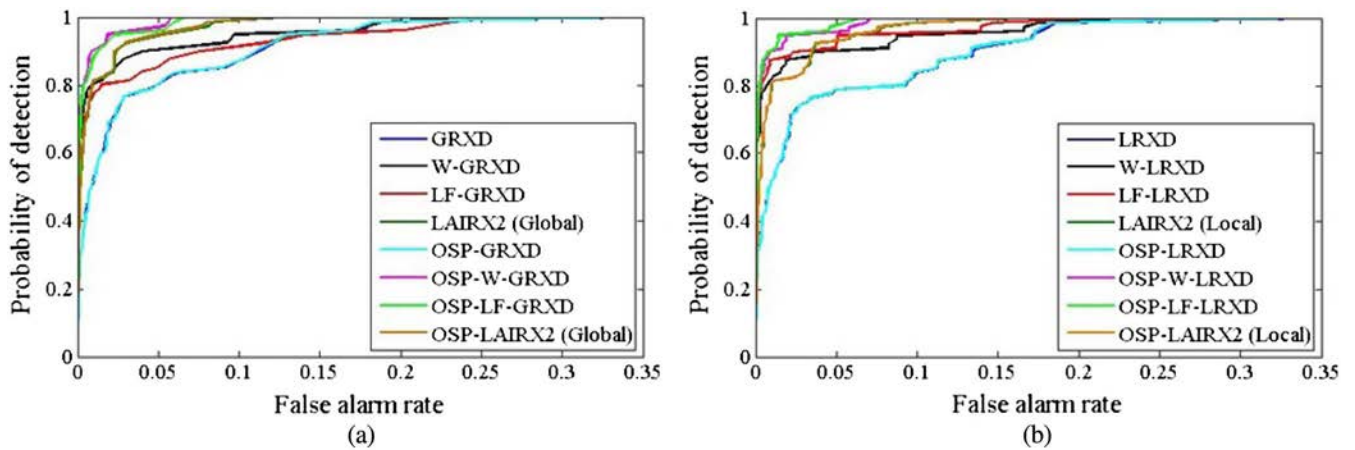 Probability of detection
1
0.8
0.6
0.4
0.2
0
0
0.05
0.1
0.15
0.2
0.25
0.3
0.35
False alarm rate
GRXD
W-GRXD
LF-GRXD
LAIRX2 (Global)
OSP-GRXD
OSP-W-GRXD
OSP-LF-GRXD
OSP-LAIRX2 (Global)
(a)
Probability of detection
1
0.8
0.6
0.4
0.2
0
0
0.05
0.1
0.15
0.2
0.25
0.3
0.35
False alarm rate
LRXD
W-LRXD
LF-LRXD
LAIRX2 (Local)
OSP-LRXD
OSP-W-LRXD
OSP-LF-LRXD
OSP-LAIRX2 (Local)
(b)